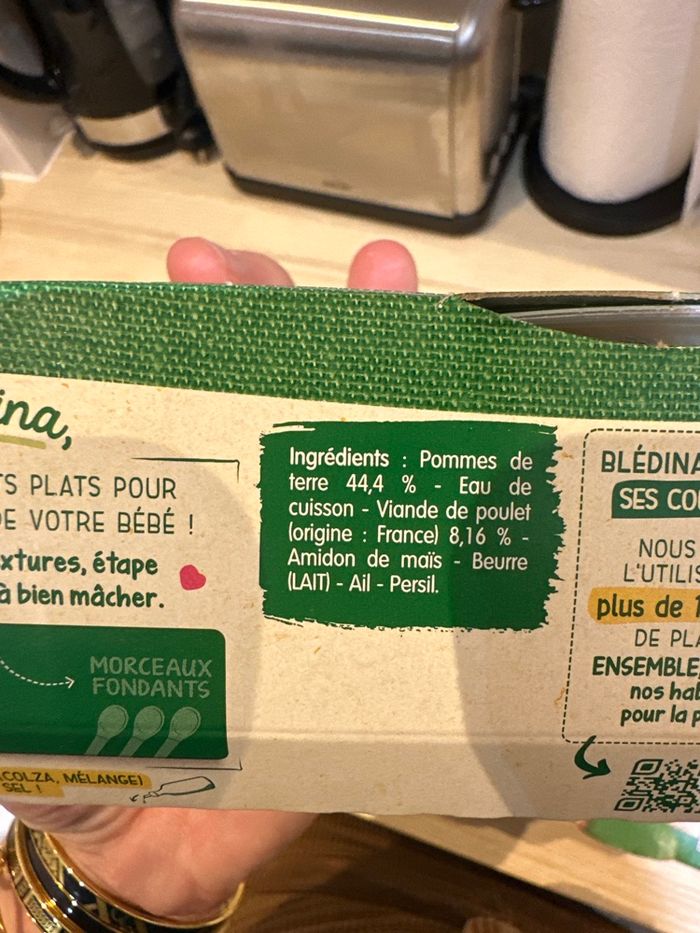 TS PLATS POUR
DE VOTRE BÉBÉ !
xtures, étape
à bien mâcher.
MORCEAUX
FONDANTS
COLZA, MÉLANGE)
SEL !
Ingrédients : Pommes de
terre 44,4 % - Eau de
cuisson - Viande de poulet
(origine : France) 8,16 % -
Amidon de maïs - Beurre
(LAIT) - Ail - Persil.
BLÉDINA
SES CO
NOUS
L'UTILIS
plus de 1
DE PLA
ENSEMBLE,
nos hab
pour la p